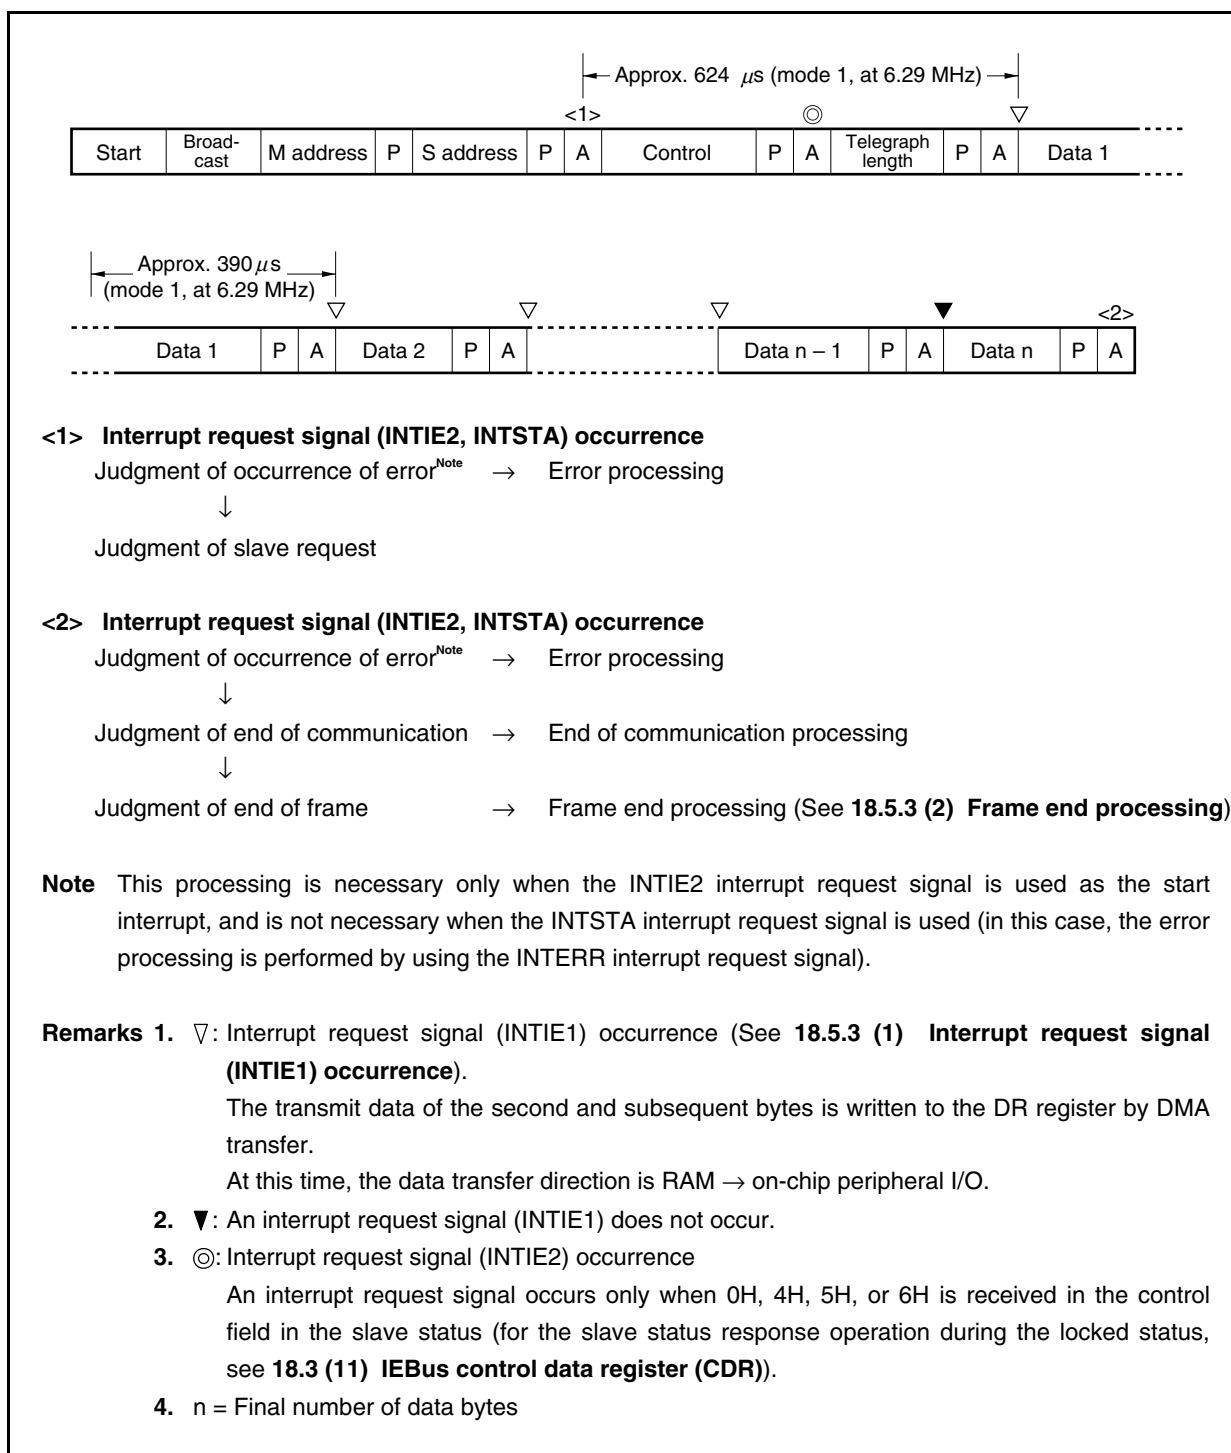 Approx. 624 μs (mode 1, at 6.29 MHz)
<1> ◎ ▽
Start Broad-cast M address P S address P A Control P A Telegraph length P A Data 1
Approx. 390 μs
(mode 1, at 6.29 MHz)
▽ ▽ ▽ ▼ <2>
Data 1 P A Data 2 P A Data n – 1 P A Data n P A
<1> Interrupt request signal (INTIE2, INTSTA) occurrence
Judgment of occurrence of errorNote → Error processing
↓
Judgment of slave request
<2> Interrupt request signal (INTIE2, INTSTA) occurrence
Judgment of occurrence of errorNote → Error processing
↓
Judgment of end of communication → End of communication processing
↓
Judgment of end of frame → Frame end processing (See 18.5.3 (2) Frame end processing)
Note This processing is necessary only when the INTIE2 interrupt request signal is used as the start
interrupt, and is not necessary when the INTSTA interrupt request signal is used (in this case, the error
processing is performed by using the INTERR interrupt request signal).
Remarks 1. ▽: Interrupt request signal (INTIE1) occurrence (See 18.5.3 (1) Interrupt request signal
(INTIE1) occurrence).
The transmit data of the second and subsequent bytes is written to the DR register by DMA
transfer.
At this time, the data transfer direction is RAM → on-chip peripheral I/O.
2. ▼: An interrupt request signal (INTIE1) does not occur.
3. ◎: Interrupt request signal (INTIE2) occurrence
An interrupt request signal occurs only when 0H, 4H, 5H, or 6H is received in the control
field in the slave status (for the slave status response operation during the locked status,
see 18.3 (11) IEBus control data register (CDR)).
4. n = Final number of data bytes